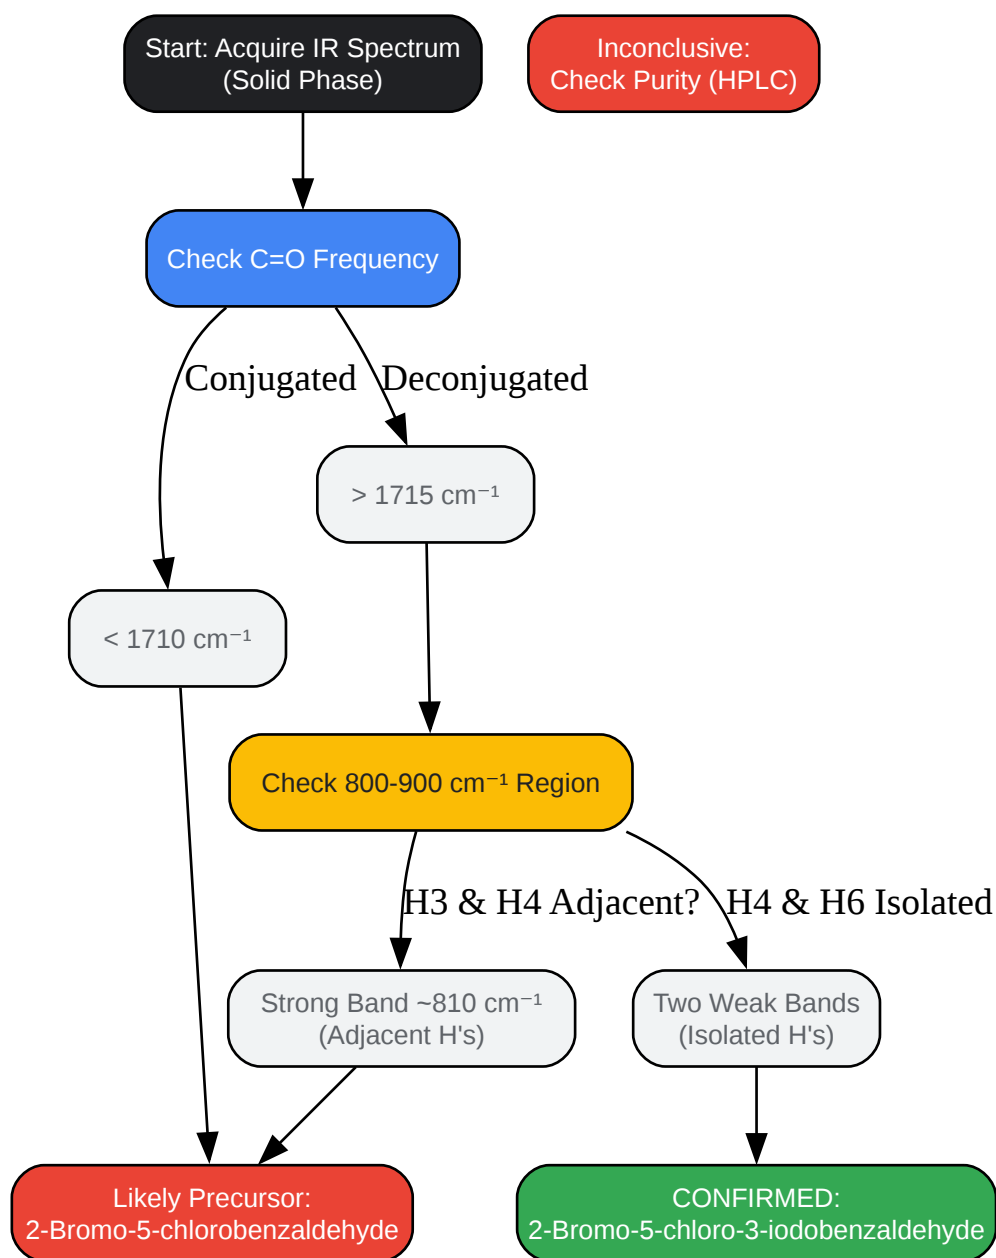 Start: Acquire IR Spectrum
(Solid Phase)
Inconclusive:
Check Purity (HPLC)
Check C=O Frequency
Conjugated
Deconjugated
> 1715 cm⁻¹
< 1710 cm⁻¹
Check 800-900 cm⁻¹ Region
H3 & H4 Adjacent?
H4 & H6 Isolated
Strong Band ~810 cm⁻¹
(Adjacent H's)
Two Weak Bands
(Isolated H's)
Likely Precursor:
2-Bromo-5-chlorobenzaldehyde
CONFIRMED:
2-Bromo-5-chloro-3-iodobenzaldehyde